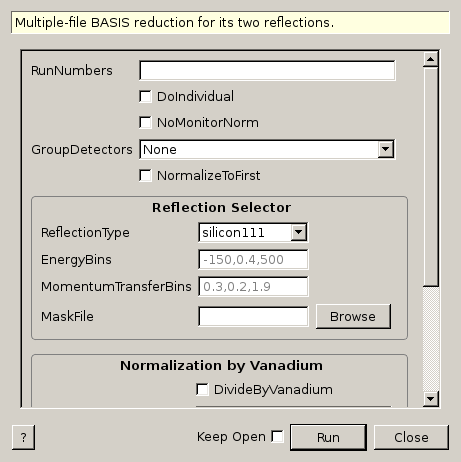 Multiple-file BASIS reduction for its two reflections.
RunNumbers
DoIndividual
NoMonitorNorm
GroupDetectors None
NormalizeToFirst
Reflection Selector
ReflectionType silicon111
EnergyBins -150,0.4,500
MomentumTransferBins 0.3,0.2,1.9
MaskFile Browse
Normalization by Vanadium
DivideByVanadium
? Keep Open Run Close